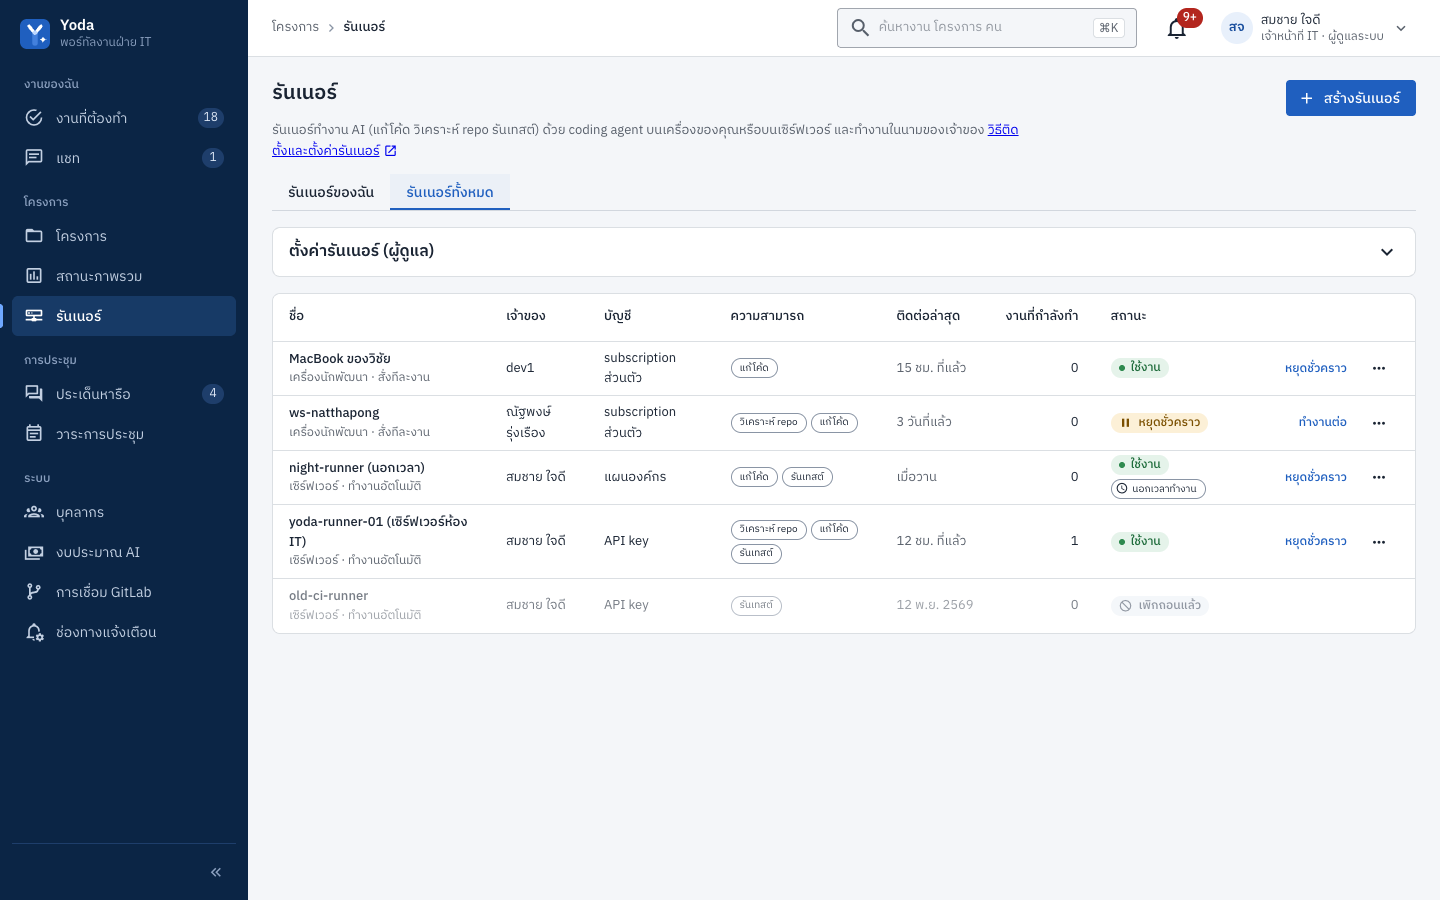 Yoda
พอร์ทัลงานฝ่าย IT
งานของฉัน
งานที่ต้องทำ 18
แชท 1
โครงการ
โครงการ
สถานะภาพรวม
รันเนอร์
การประชุม
ประเด็นหารือ 4
วาระการประชุม
ระบบ
บุคลากร
งบประมาณ AI
การเชื่อม GitLab
ช่องทางแจ้งเตือน
โครงการ > รันเนอร์
ค้นหางาน โครงการ คน ⌘K
9+
สจ
สมชาย ใจดี
เจ้าหน้าที่ IT · ผู้ดูแลระบบ
รันเนอร์
สร้างรันเนอร์
รันเนอร์ทำงาน AI (แก้โค้ด วิเคราะห์ repo รันเทสต์) ด้วย coding agent บนเครื่องของคุณหรือบนเซิร์ฟเวอร์ และทำงานในนามของเจ้าของ วิธีติด
ตั้งและตั้งค่ารันเนอร์
รันเนอร์ของฉัน รันเนอร์ทั้งหมด
ตั้งค่ารันเนอร์ (ผู้ดูแล)
ชื่อ เจ้าของ บัญชี ความสามารถ ติดต่อล่าสุด งานที่กำลังทำ สถานะ
MacBook ของวิชัย
เครื่องนักพัฒนา · สั่งทีละงาน
dev1
subscription
ส่วนตัว
แก้โค้ด
15 ชม. ที่แล้ว
0
ใช้งาน
หยุดชั่วคราว
ws-natthapong
เครื่องนักพัฒนา · สั่งทีละงาน
ณัฐพงษ์
รุ่งเรือง
subscription
ส่วนตัว
วิเคราะห์ repo แก้โค้ด
3 วันที่แล้ว
0
หยุดชั่วคราว
ทำงานต่อ
night-runner (นอกเวลา)
เซิร์ฟเวอร์ · ทำงานอัตโนมัติ
สมชาย ใจดี
แผนองค์กร
แก้โค้ด รันเทสต์
เมื่อวาน
0
ใช้งาน
นอกเวลาทำงาน
หยุดชั่วคราว
yoda-runner-01 (เซิร์ฟเวอร์ห้อง
IT)
เซิร์ฟเวอร์ · ทำงานอัตโนมัติ
สมชาย ใจดี
API key
วิเคราะห์ repo แก้โค้ด
รันเทสต์
12 ชม. ที่แล้ว
1
ใช้งาน
หยุดชั่วคราว
old-ci-runner
เซิร์ฟเวอร์ · ทำงานอัตโนมัติ
สมชาย ใจดี
API key
รันเทสต์
12 พ.ย. 2569
0
เพิกถอนแล้ว